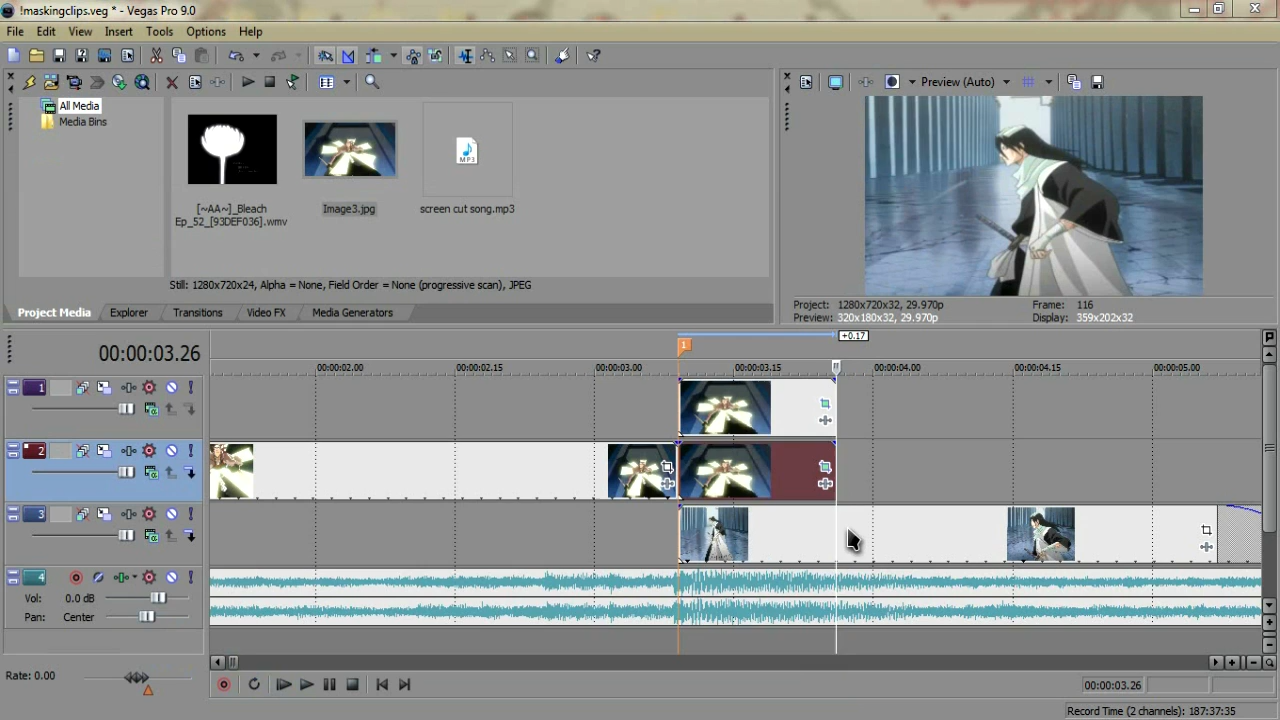 !maskingclips.veg * - Vegas Pro 9.0
File Edit View Insert Tools Options Help
Preview (Auto)
All Media
Media Bins
MP3
[~AA~]_Bleach
Ep_52_[93DEF036].wmv
Image3.jpg
screen cut song.mp3
Still: 1280x720x24, Alpha = None, Field Order = None (progressive scan), JPEG
Project: 1280x720x32, 29.970p Frame: 116
Preview: 320x180x32, 29.970p Display: 359x202x32
Project Media Explorer Transitions Video FX Media Generators
+0.17
1
00:00:03.26
00:00:02.00 00:00:02.15 00:00:03.00 00:00:03.15 00:00:04.00 00:00:04.15 00:00:05.00
1
2
3
4
Vol: 0.0 dB
Pan: Center
Rate: 0.00
00:00:03.26
Record Time (2 channels): 187:37:35